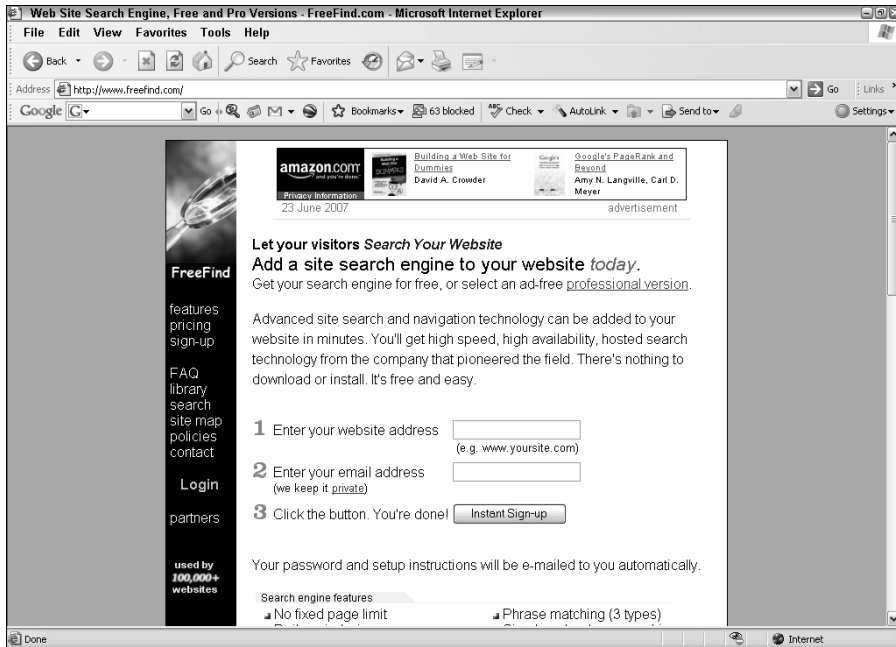 Web Site Search Engine, Free and Pro Versions - FreeFind.com - Microsoft Internet Explorer
File Edit View Favorites Tools Help
Back Search Favorites
Address http://www.freefind.com/ Go Links
Google G Go Bookmarks 63 blocked ABC Check AutoLink Send to Settings
amazon.com
and you're done.
Privacy Information
Building a Web Site for
Dummies
David A. Crowder
Google's PageRank and
Beyond
Amy N. Langville, Carl D.
Meyer
23 June 2007 advertisement
FreeFind
features
pricing
sign-up
FAQ
library
search
site map
policies
contact
Login
partners
used by
100,000+
websites
Let your visitors Search Your Website
Add a site search engine to your website today.
Get your search engine for free, or select an ad-free professional version.
Advanced site search and navigation technology can be added to your
website in minutes. You'll get high speed, high availability, hosted search
technology from the company that pioneered the field. There's nothing to
download or install. It's free and easy.
1 Enter your website address
(e.g. www.yoursite.com)
2 Enter your email address
(we keep it private)
3 Click the button. You're done! Instant Sign-up
Your password and setup instructions will be e-mailed to you automatically.
Search engine features
No fixed page limit Phrase matching (3 types)
Done Internet